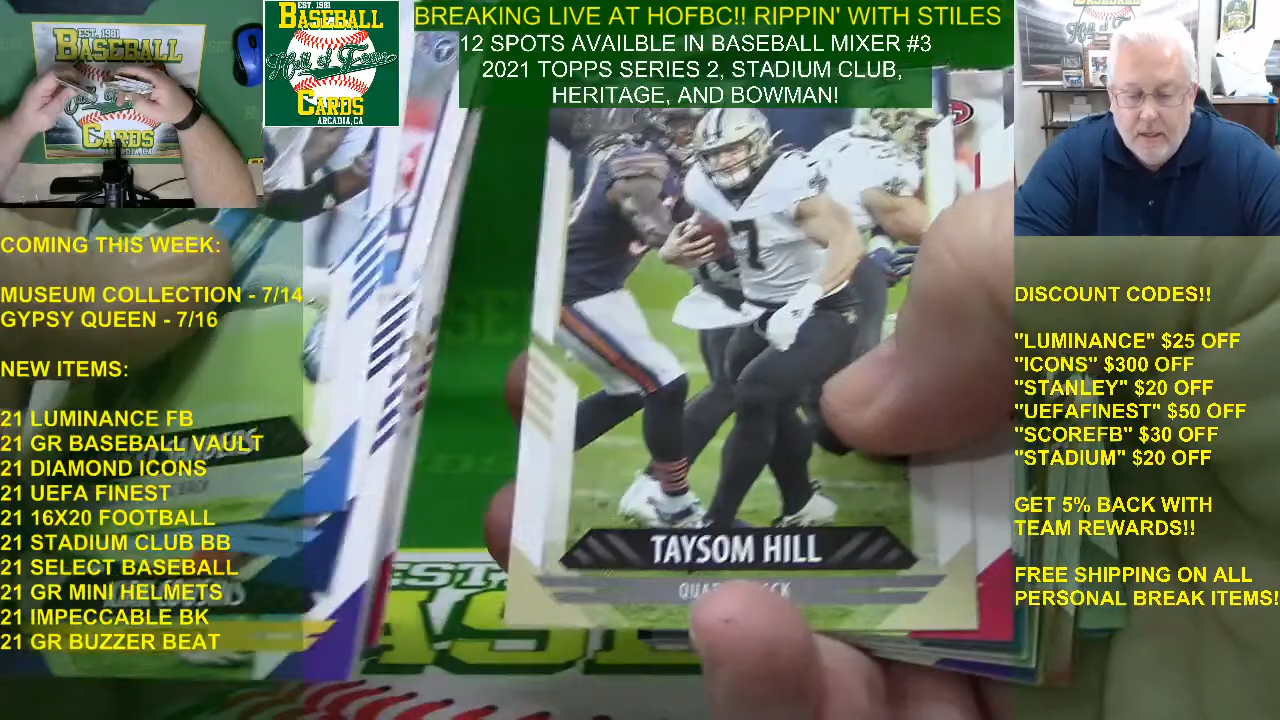 BREAKING LIVE AT HOFBC!! RIPPIN' WITH STILES
12 SPOTS AVAILBLE IN BASEBALL MIXER #3
2021 TOPPS SERIES 2, STADIUM CLUB,
HERITAGE, AND BOWMAN!
EST. 1981
BASEBALL
Hall of Fame
CARDS
ARCADIA, CA
EST. 1981
BASEBALL
CARDS
COMING THIS WEEK:
MUSEUM COLLECTION - 7/14
GYPSY QUEEN - 7/16
NEW ITEMS:
21 LUMINANCE FB
21 GR BASEBALL VAULT
21 DIAMOND ICONS
21 UEFA FINEST
21 16X20 FOOTBALL
21 STADIUM CLUB BB
21 SELECT BASEBALL
21 GR MINI HELMETS
21 IMPECCABLE BK
21 GR BUZZER BEAT
TAYSOM HILL
DISCOUNT CODES!!
"LUMINANCE" $25 OFF
"ICONS" $300 OFF
"STANLEY" $20 OFF
"UEFAFINEST" $50 OFF
"SCOREFB" $30 OFF
"STADIUM" $20 OFF
GET 5% BACK WITH
TEAM REWARDS!!
FREE SHIPPING ON ALL
PERSONAL BREAK ITEMS!